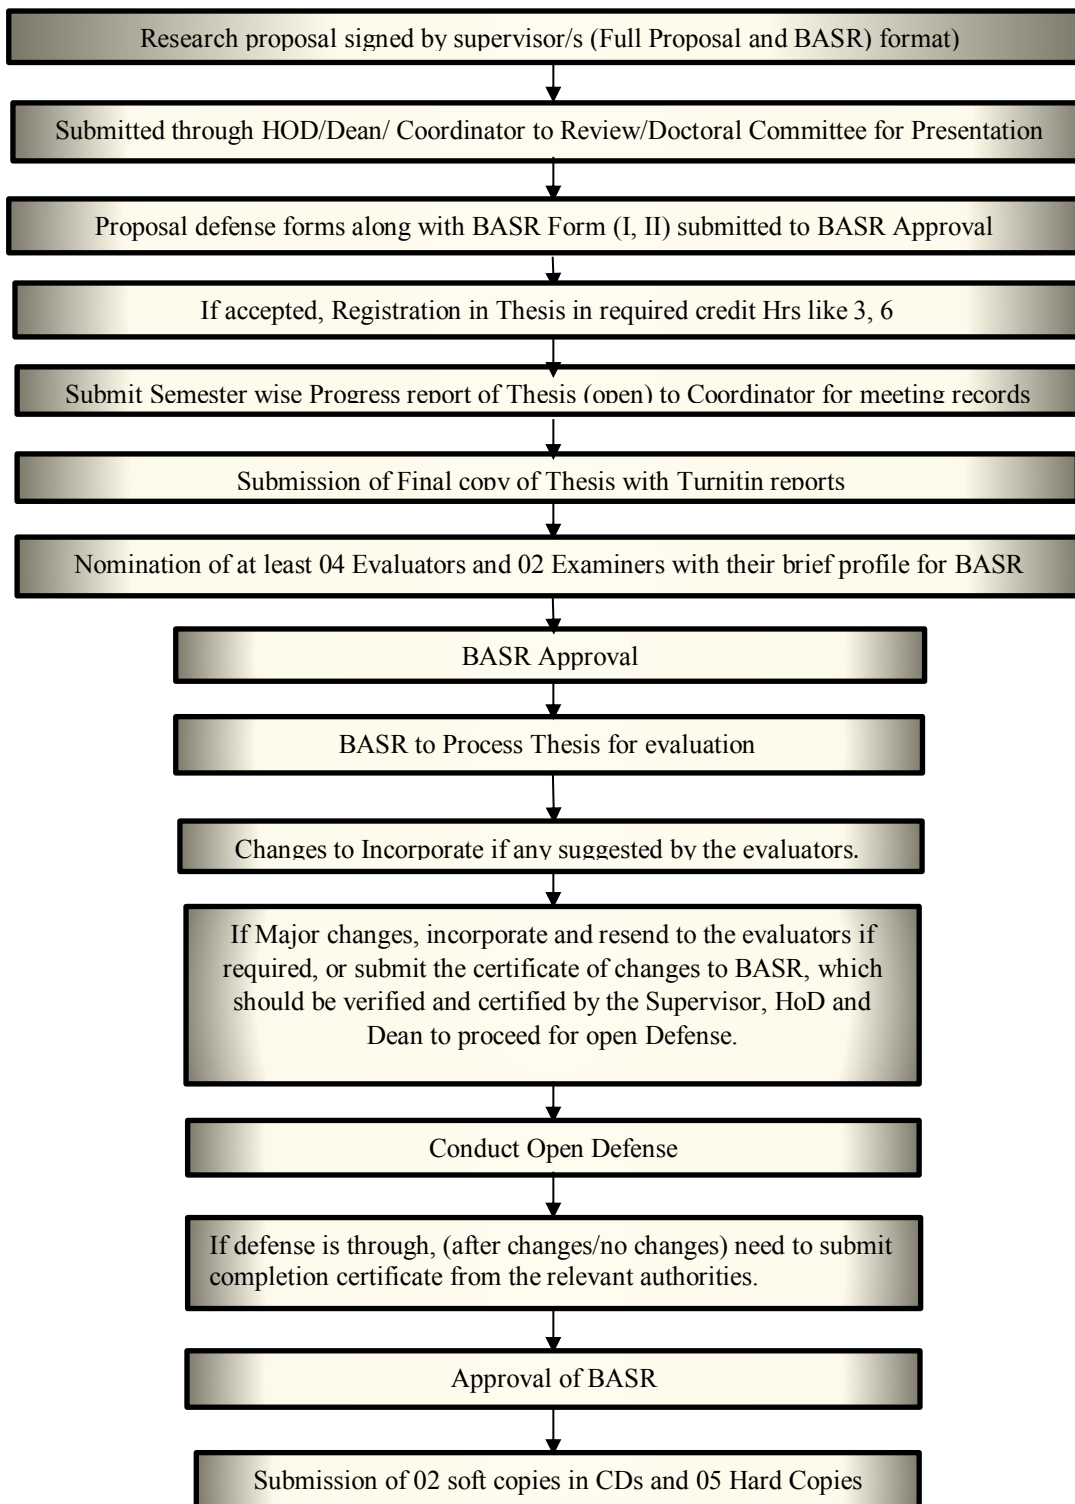 Research proposal signed by supervisor/s (Full Proposal and BASR) format)
Submitted through HOD/Dean/ Coordinator to Review/Doctoral Committee for Presentation
Proposal defense forms along with BASR Form (I, II) submitted to BASR Approval
If accepted, Registration in Thesis in required credit Hrs like 3, 6
Submit Semester wise Progress report of Thesis (open) to Coordinator for meeting records
Submission of Final copy of Thesis with Turnitin reports
Nomination of at least 04 Evaluators and 02 Examiners with their brief profile for BASR
BASR Approval
BASR to Process Thesis for evaluation
Changes to Incorporate if any suggested by the evaluators.
If Major changes, incorporate and resend to the evaluators if
required, or submit the certificate of changes to BASR, which
should be verified and certified by the Supervisor, HoD and
Dean to proceed for open Defense.
Conduct Open Defense
If defense is through, (after changes/no changes) need to submit
completion certificate from the relevant authorities.
Approval of BASR
Submission of 02 soft copies in CDs and 05 Hard Copies